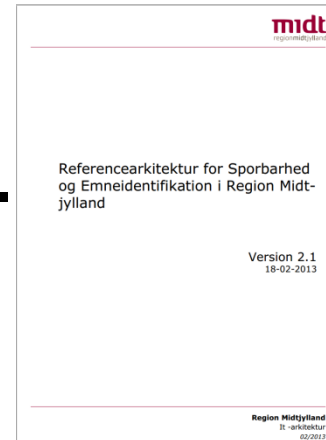 midt
regionmidtjylland
Referencearkitektur for Sporbarhed
og Emneidentifikation i Region Midt-
jylland
Version 2.1
18-02-2013
Region Midtjylland
It -arkitektur
02/2013